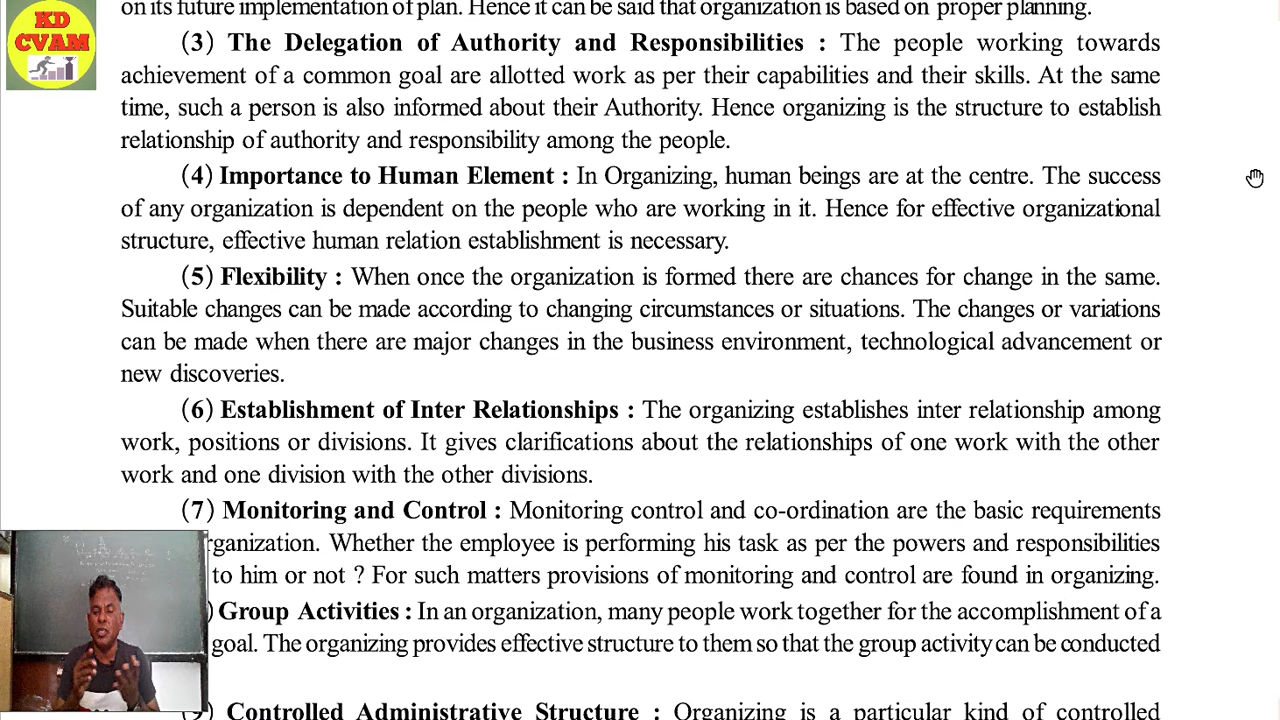 KD
CVAM
on its future implementation of plan. Hence it can be said that organization is based on proper planning.
(3) The Delegation of Authority and Responsibilities : The people working towards
achievement of a common goal are allotted work as per their capabilities and their skills. At the same
time, such a person is also informed about their Authority. Hence organizing is the structure to establish
relationship of authority and responsibility among the people.
(4) Importance to Human Element : In Organizing, human beings are at the centre. The success
of any organization is dependent on the people who are working in it. Hence for effective organizational
structure, effective human relation establishment is necessary.
(5) Flexibility : When once the organization is formed there are chances for change in the same.
Suitable changes can be made according to changing circumstances or situations. The changes or variations
can be made when there are major changes in the business environment, technological advancement or
new discoveries.
(6) Establishment of Inter Relationships : The organizing establishes inter relationship among
work, positions or divisions. It gives clarifications about the relationships of one work with the other
work and one division with the other divisions.
(7) Monitoring and Control : Monitoring control and co-ordination are the basic requirements
rganization. Whether the employee is performing his task as per the powers and responsibilities
to him or not ? For such matters provisions of monitoring and control are found in organizing.
) Group Activities : In an organization, many people work together for the accomplishment of a
goal. The organizing provides effective structure to them so that the group activity can be conducted
(9) Controlled Administrative Structure : Organizing is a particular kind of controlled